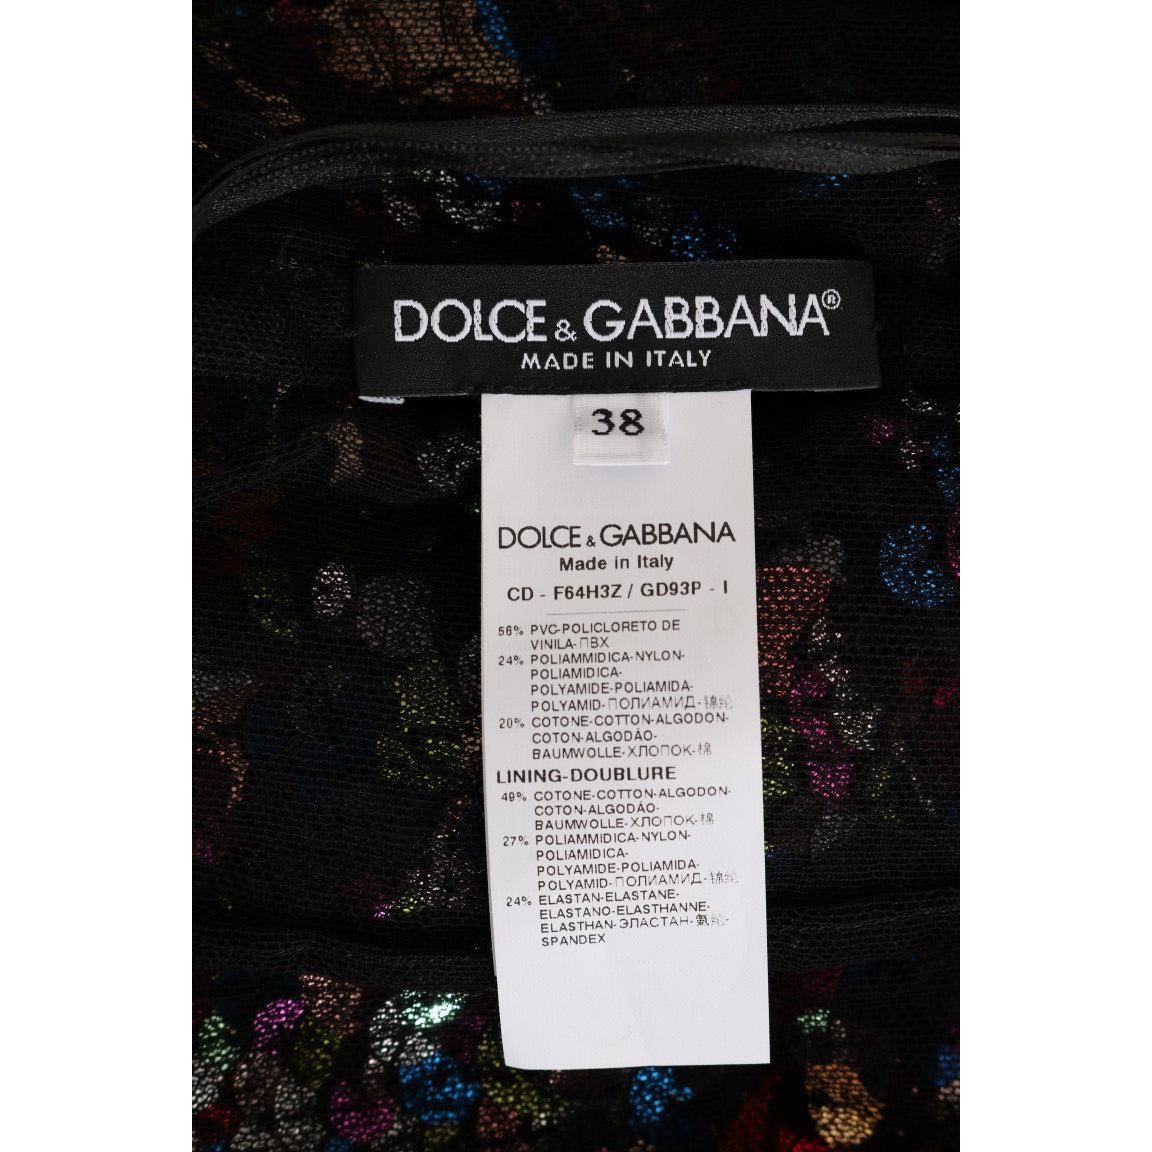 DOLCE & GABBANA®
MADE IN ITALY
38
DOLCE & GABBANA
Made in Italy
CD - F64H3Z / GD93P - I
56% PVC-POLICLORETO DE
VINILA-ПВХ
24% POLIAMMIDICA-NYLON-
POLIAMIDICA-
POLYAMIDE-POLIAMIDA-
POLYAMID-ПОЛИАМИД-锦纶
20% COTONE-COTTON-ALGODON-
COTON-ALGODÃO-
BAUMWOLLE-ХЛОПОК-棉
LINING-DOUBLURE
49% COTONE-COTTON-ALGODON-
COTON-ALGODÃO-
BAUMWOLLE-ХЛОПОК-棉
27% POLIAMMIDICA-NYLON-
POLIAMIDICA-
POLYAMIDE-POLIAMIDA-
POLYAMID-ПОЛИАМИД-锦纶
24% ELASTAN-ELASTANE-
ELASTANO-ELASTHANNE-
ELASTHAN-ЭЛАСТАН-氨纶-
SPANDEX